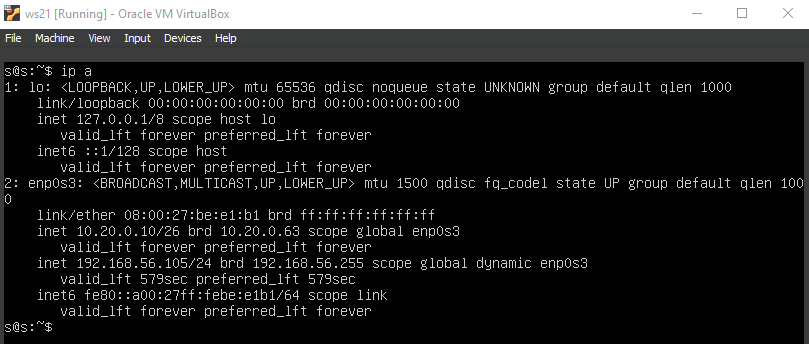 ws21 [Running] - Oracle VM VirtualBox
File Machine View Input Devices Help
s@s:~$ ip a
1: lo: <LOOPBACK,UP,LOWER_UP> mtu 65536 qdisc noqueue state UNKNOWN group default qlen 1000
    link/loopback 00:00:00:00:00:00 brd 00:00:00:00:00:00
    inet 127.0.0.1/8 scope host lo
       valid_lft forever preferred_lft forever
    inet6 ::1/128 scope host
       valid_lft forever preferred_lft forever
2: enp0s3: <BROADCAST,MULTICAST,UP,LOWER_UP> mtu 1500 qdisc fq_codel state UP group default qlen 100
0
    link/ether 08:00:27:be:e1:b1 brd ff:ff:ff:ff:ff:ff
    inet 10.20.0.10/26 brd 10.20.0.63 scope global enp0s3
       valid_lft forever preferred_lft forever
    inet 192.168.56.105/24 brd 192.168.56.255 scope global dynamic enp0s3
       valid_lft 579sec preferred_lft 579sec
    inet6 fe80::a00:27ff:febe:e1b1/64 scope link
       valid_lft forever preferred_lft forever
s@s:~$